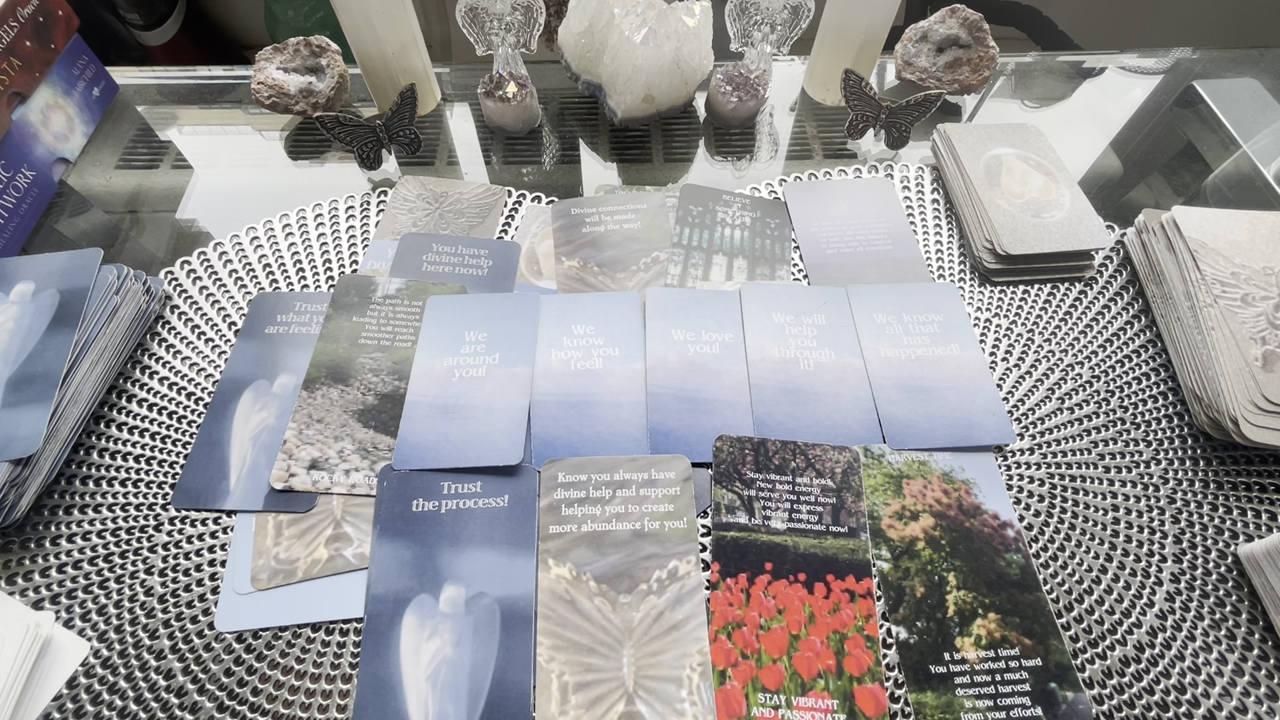 Divine connections
will be made
along the way!
BELIEVE
You have
divine help
here now!
Trust
what yo
are feeli
The path is not
always smooth
but it is always
leading to somewhe
You will reach
smoother paths
down the road!
ROCKY ROAD
We
are
around
you!
We
know
how you
feel!
We love
you!
We will
help
you
through
it!
We know
all that
has
happened!
Trust
the process!
Know you always have
divine help and support
helping you to create
more abundance for you!
Stay vibrant and bold!
New bold energy
will serve you well now!
You will express
vibrant energy
and be very passionate now!
STAY VIBRANT
AND PASSIONATE
HARVEST TIME
It is harvest time!
You have worked so hard
and now a much
deserved harvest
is now coming
from your efforts!